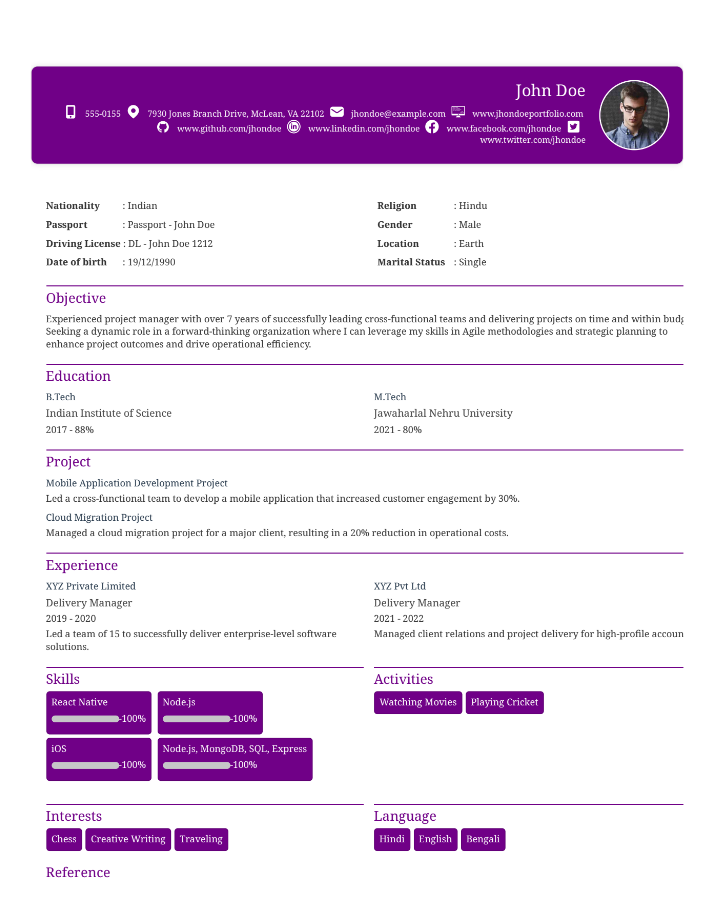 John Doe
555-0155 7930 Jones Branch Drive, McLean, VA 22102 jhondoe@example.com www.jhondoeportfolio.com
www.github.com/jhondoe www.linkedin.com/jhondoe www.facebook.com/jhondoe
www.twitter.com/jhondoe
Nationality : Indian Religion : Hindu
Passport : Passport - John Doe Gender : Male
Driving License : DL - John Doe 1212 Location : Earth
Date of birth : 19/12/1990 Marital Status : Single
Objective
Experienced project manager with over 7 years of successfully leading cross-functional teams and delivering projects on time and within
Seeking a dynamic role in a forward-thinking organization where I can leverage my skills in Agile methodologies and strategic planning to
enhance project outcomes and drive operational efficiency.
Education
B.Tech
Indian Institute of Science
2017 - 88%
M.Tech
Jawaharlal Nehru University
2021 - 80%
Project
Mobile Application Development Project
Led a cross-functional team to develop a mobile application that increased customer engagement by 30%.
Cloud Migration Project
Managed a cloud migration project for a major client, resulting in a 20% reduction in operational costs.
Experience
XYZ Private Limited
Delivery Manager
2019 - 2020
Led a team of 15 to successfully deliver enterprise-level software
solutions.
XYZ Pvt Ltd
Delivery Manager
2021 - 2022
Managed client relations and project delivery for high-profile accoun
Skills
React Native
-100%
Node.js
-100%
iOS
-100%
Node.js, MongoDB, SQL, Express
-100%
Activities
Watching Movies Playing Cricket
Interests
Chess Creative Writing Traveling
Language
Hindi English Bengali
Reference